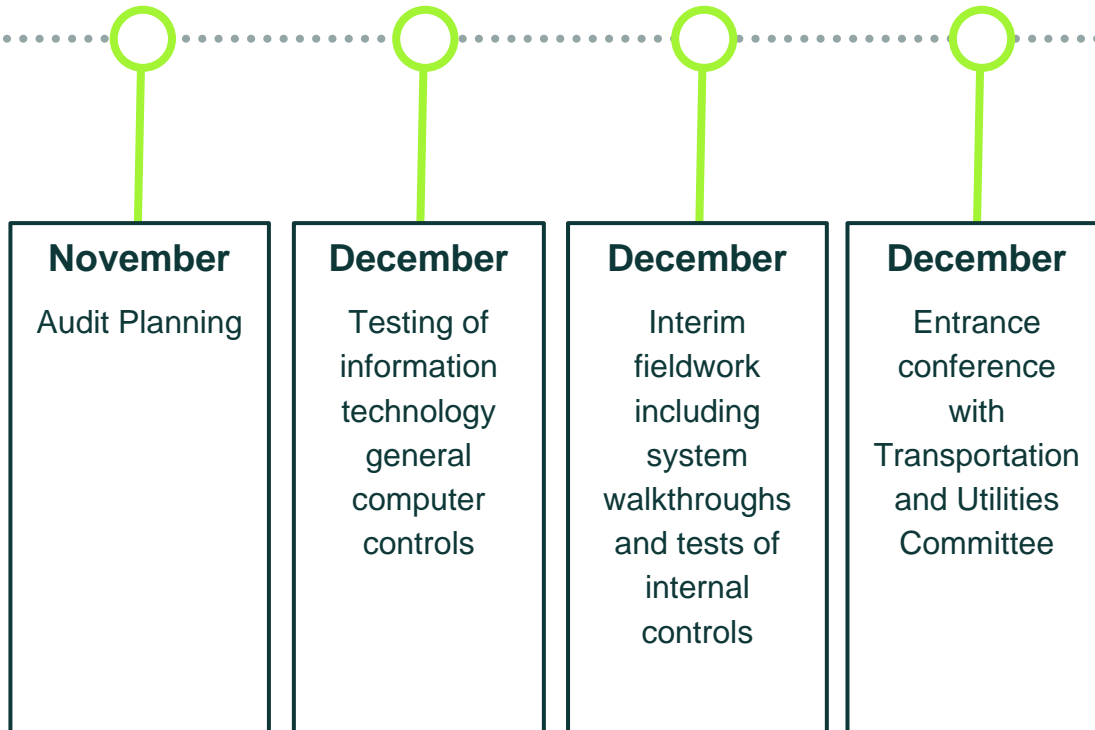 November
Audit Planning
December
Testing of
information
technology
general
computer
controls
December
Interim
fieldwork
including
system
walkthroughs
and tests of
internal
controls
December
Entrance
conference
with
Transportation
and Utilities
Committee